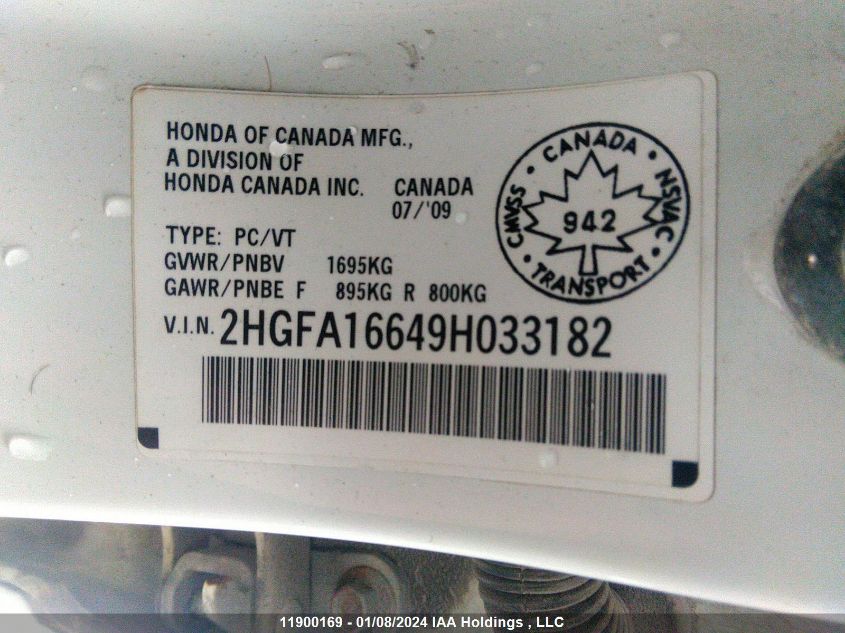 HONDA OF CANADA MFG.,
A DIVISION OF
HONDA CANADA INC. CANADA
07/'09
TYPE: PC/VT
GVWR/PNBV 1695KG
GAWR/PNBE F 895KG R 800KG
V.I.N. 2HGFA16649H033182
• CANADA •
CMVSS
942
NSVAC
• TRANSPORT •
11900169 - 01/08/2024 IAA Holdings , LLC